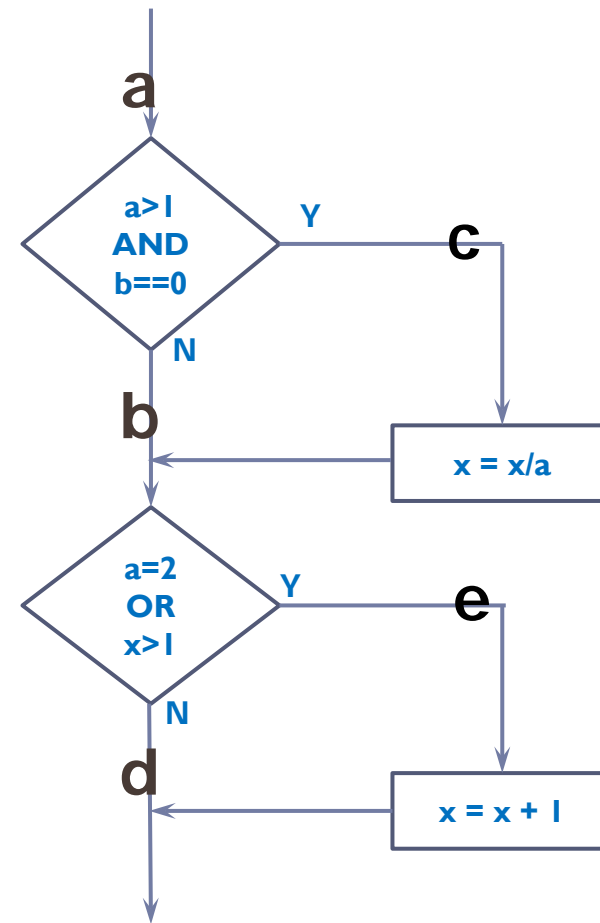 a
a>1
AND
b==0
Y
c
N
b
x = x/a
a=2
OR
x>1
Y
e
N
d
x = x + 1